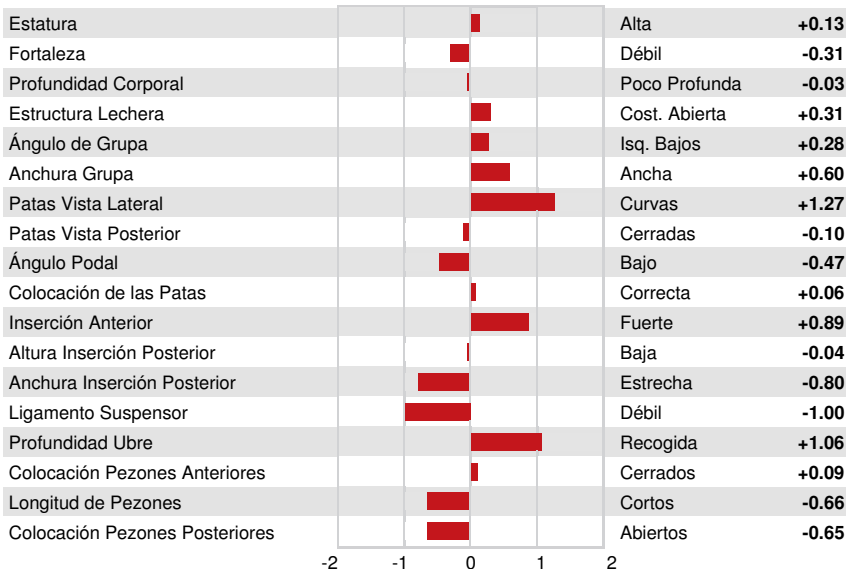 Estatura Alta +0.13
Fortaleza Débil -0.31
Profundidad Corporal Poco Profunda -0.03
Estructura Lechera Cost. Abierta +0.31
Ángulo de Grupa Isq. Bajos +0.28
Anchura Grupa Ancha +0.60
Patas Vista Lateral Curvas +1.27
Patas Vista Posterior Cerradas -0.10
Ángulo Podal Bajo -0.47
Colocación de las Patas Correcta +0.06
Inserción Anterior Fuerte +0.89
Altura Inserción Posterior Baja -0.04
Anchura Inserción Posterior Estrecha -0.80
Ligamento Suspensor Débil -1.00
Profundidad Ubre Recogida +1.06
Colocación Pezones Anteriores Cerrados +0.09
Longitud de Pezones Cortos -0.66
Colocación Pezones Posteriores Abiertos -0.65
-2 -1 0 1 2